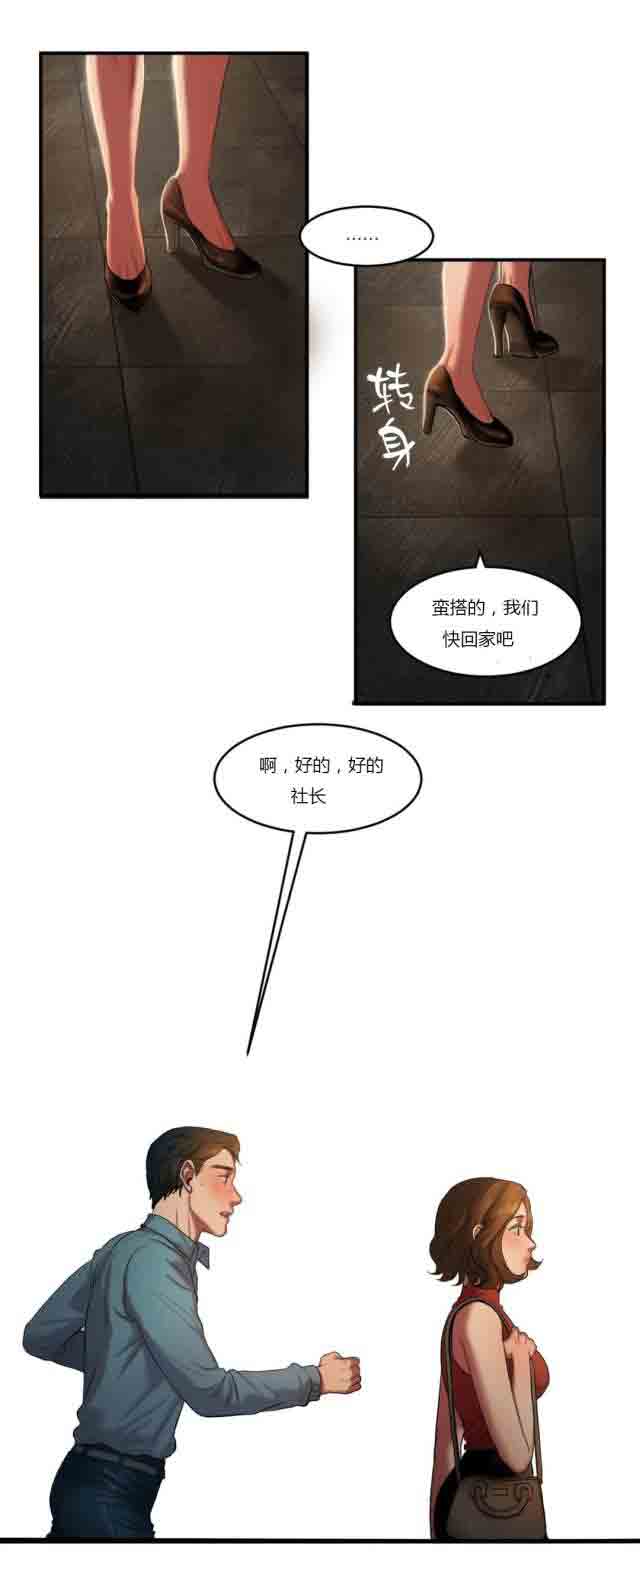 ......
转
身
蛮搭的，我们
快回家吧
啊，好的，好的
社长